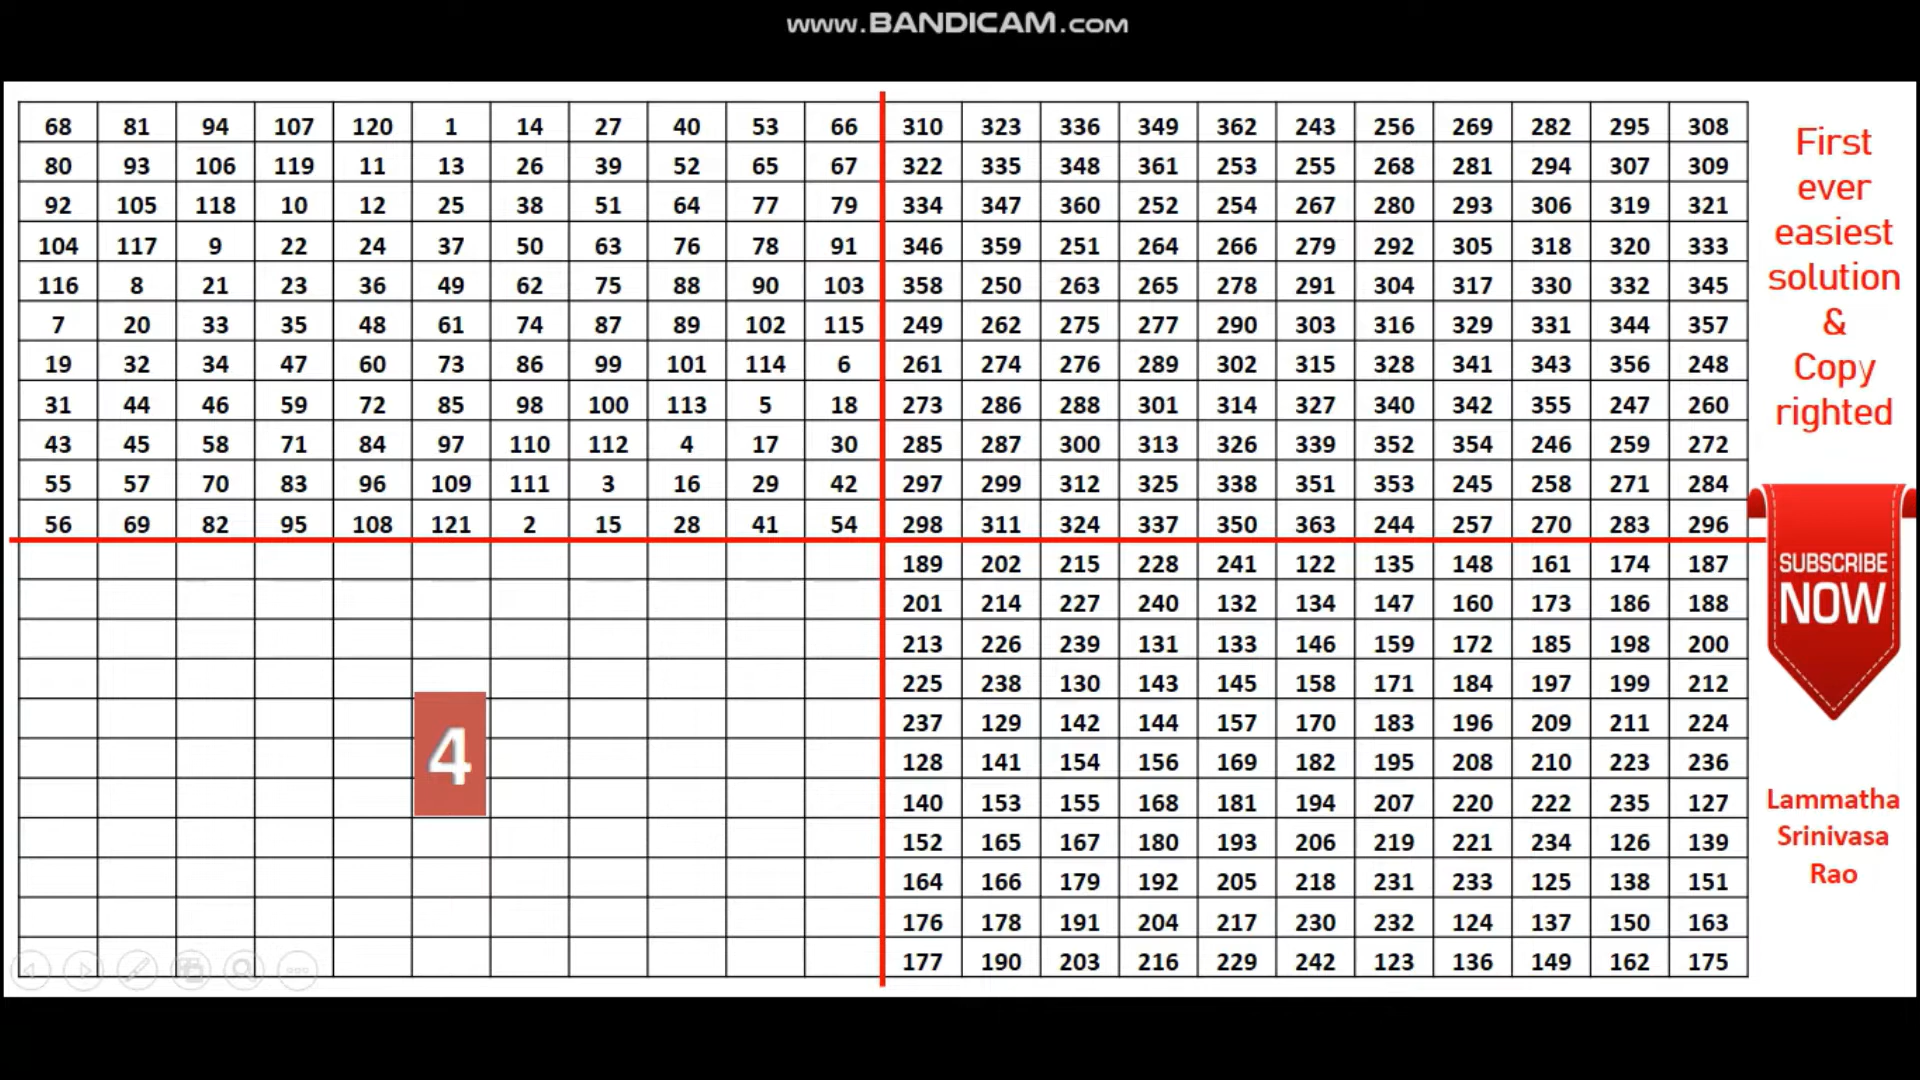 www.BANDICAM.com
68 81 94 107 120 1 14 27 40 53 66 310 323 336 349 362 243 256 269 282 295 308
80 93 106 119 11 13 26 39 52 65 67 322 335 348 361 253 255 268 281 294 307 309
92 105 118 10 12 25 38 51 64 77 79 334 347 360 252 254 267 280 293 306 319 321
104 117 9 22 24 37 50 63 76 78 91 346 359 251 264 266 279 292 305 318 320 333
116 8 21 23 36 49 62 75 88 90 103 358 250 263 265 278 291 304 317 330 332 345
7 20 33 35 48 61 74 87 89 102 115 249 262 275 277 290 303 316 329 331 344 357
19 32 34 47 60 73 86 99 101 114 6 261 274 276 289 302 315 328 341 343 356 248
31 44 46 59 72 85 98 100 113 5 18 273 286 288 301 314 327 340 342 355 247 260
43 45 58 71 84 97 110 112 4 17 30 285 287 300 313 326 339 352 354 246 259 272
55 57 70 83 96 109 111 3 16 29 42 297 299 312 325 338 351 353 245 258 271 284
56 69 82 95 108 121 2 15 28 41 54 298 311 324 337 350 363 244 257 270 283 296
189 202 215 228 241 122 135 148 161 174 187
201 214 227 240 132 134 147 160 173 186 188
213 226 239 131 133 146 159 172 185 198 200
225 238 130 143 145 158 171 184 197 199 212
237 129 142 144 157 170 183 196 209 211 224
4
128 141 154 156 169 182 195 208 210 223 236
140 153 155 168 181 194 207 220 222 235 127
152 165 167 180 193 206 219 221 234 126 139
164 166 179 192 205 218 231 233 125 138 151
176 178 191 204 217 230 232 124 137 150 163
177 190 203 216 229 242 123 136 149 162 175
First
ever
easiest
solution
&
Copy
righted
SUBSCRIBE
NOW
Lammatha
Srinivasa
Rao